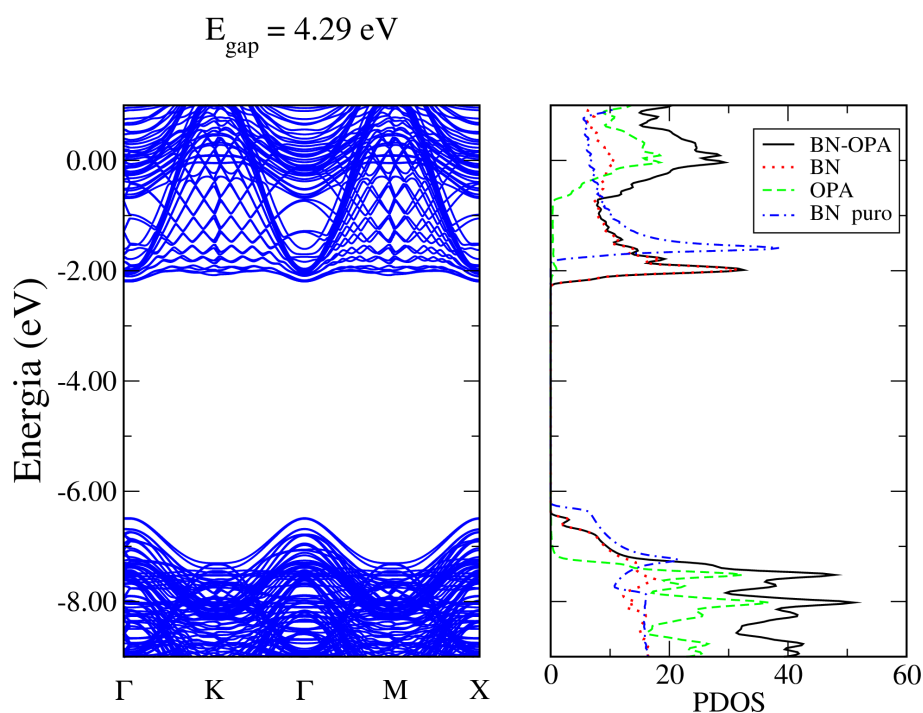 E_gap = 4.29 eV
Energia (eV)
0.00
-2.00
-4.00
-6.00
-8.00
Γ K Γ M X
BN-OPA
BN
OPA
BN puro
0 20 40 60
PDOS